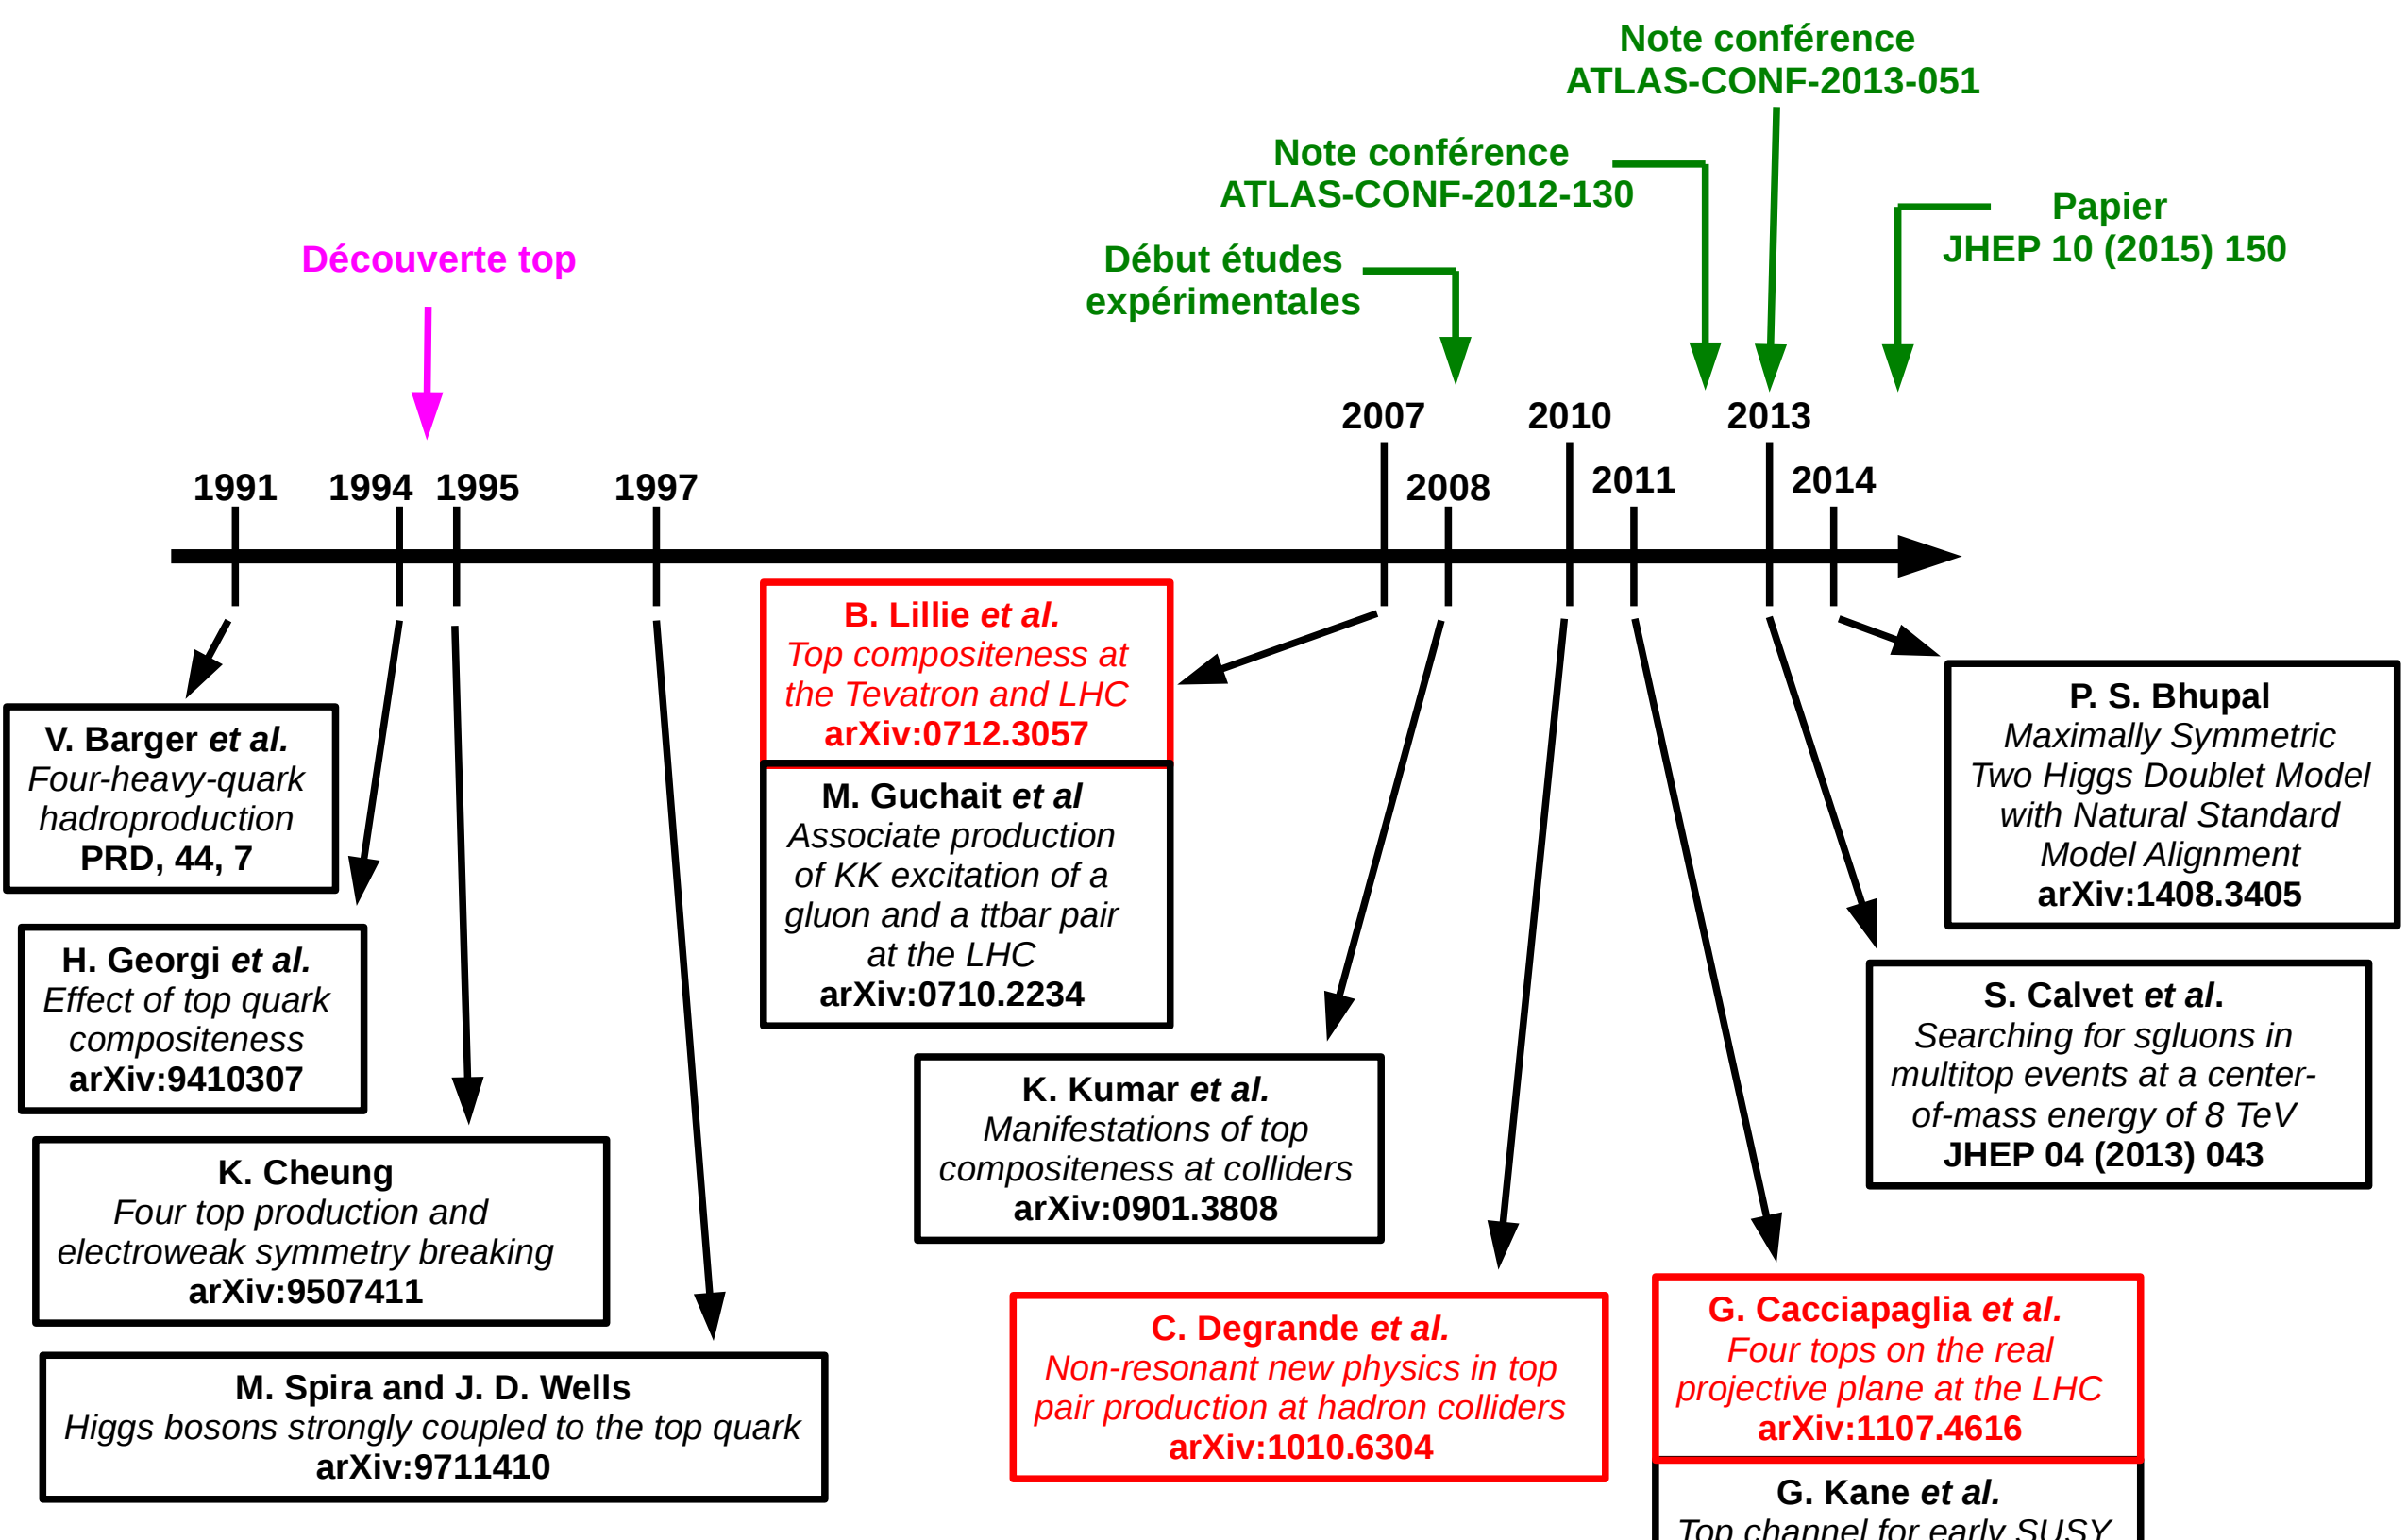 Note conférence
ATLAS-CONF-2013-051
Note conférence
ATLAS-CONF-2012-130
Papier
JHEP 10 (2015) 150
Découverte top
Début études
expérimentales
2007
2010
2013
1991
1994
1995
1997
2008
2011
2014
B. Lillie et al.
Top compositeness at
the Tevatron and LHC
arXiv:0712.3057
M. Guchait et al
Associate production
of KK excitation of a
gluon and a ttbar pair
at the LHC
arXiv:0710.2234
P. S. Bhupal
Maximally Symmetric
Two Higgs Doublet Model
with Natural Standard
Model Alignment
arXiv:1408.3405
V. Barger et al.
Four-heavy-quark
hadroproduction
PRD, 44, 7
H. Georgi et al.
Effect of top quark
compositeness
arXiv:9410307
S. Calvet et al.
Searching for sgluons in
multitop events at a center-
of-mass energy of 8 TeV
JHEP 04 (2013) 043
K. Kumar et al.
Manifestations of top
compositeness at colliders
arXiv:0901.3808
K. Cheung
Four top production and
electroweak symmetry breaking
arXiv:9507411
C. Degrande et al.
Non-resonant new physics in top
pair production at hadron colliders
arXiv:1010.6304
G. Cacciapaglia et al.
Four tops on the real
projective plane at the LHC
arXiv:1107.4616
M. Spira and J. D. Wells
Higgs bosons strongly coupled to the top quark
arXiv:9711410
G. Kane et al.
Top channel for early SUSY